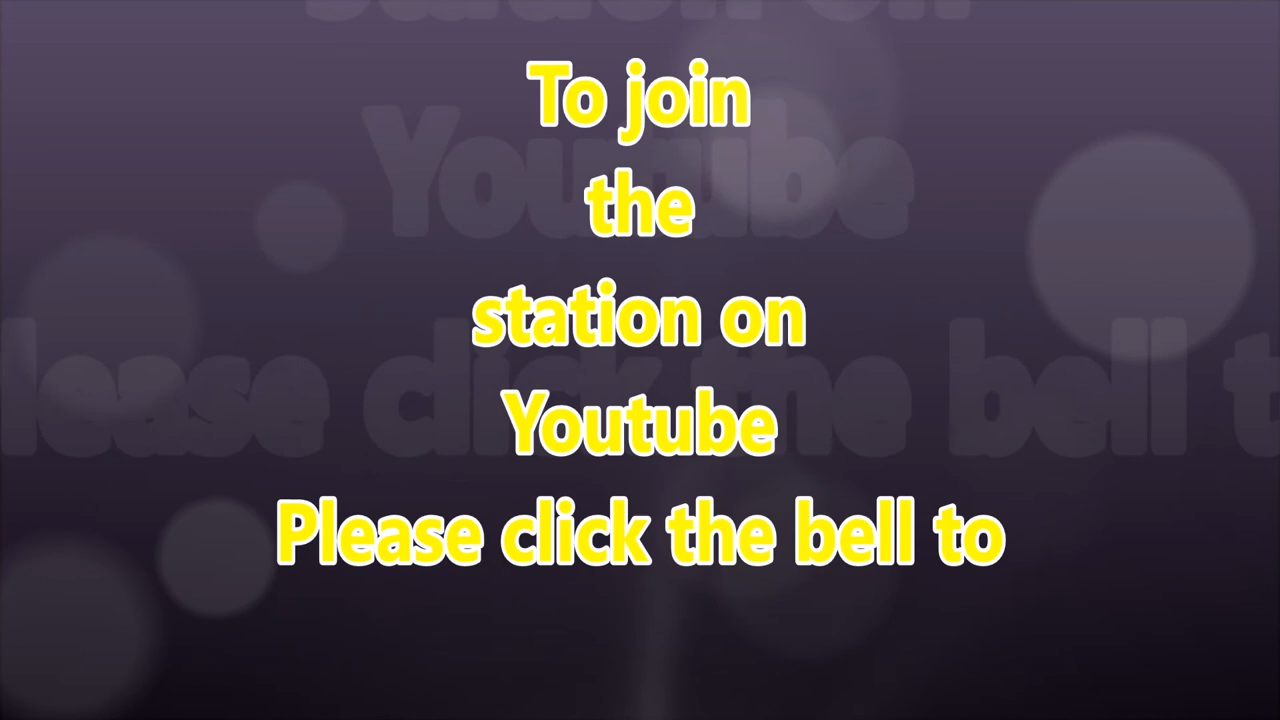 To join
the
station on
Youtube
Please click the bell to